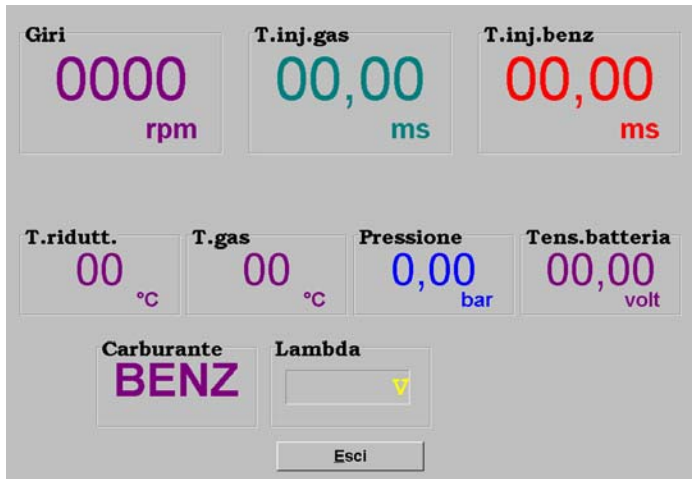 Giri
0000
rpm
T.inj.gas
00,00
ms
T.inj.benz
00,00
ms
T.ridutt.
00
°C
T.gas
00
°C
Pressione
0,00
bar
Tens.batteria
00,00
volt
Carburante
BENZ
Lambda
V
Esci